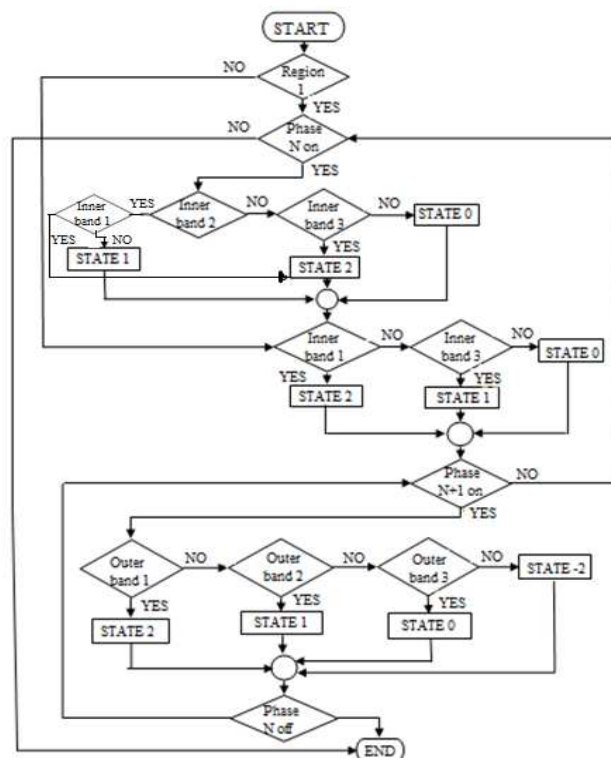 START
NO
Region
1
YES
NO
Phase
N on
YES
Inner
band 1
YES
Inner
band 2
NO
Inner
band 3
NO
STATE 0
YES
NO
STATE 1
YES
STATE 2
Inner
band 1
NO
Inner
band 3
NO
STATE 0
YES
STATE 2
YES
STATE 1
Phase
N+1 on
NO
YES
Outer
band 1
NO
Outer
band 2
NO
Outer
band 3
NO
STATE -2
YES
STATE 2
YES
STATE 1
YES
STATE 0
Phase
N off
END